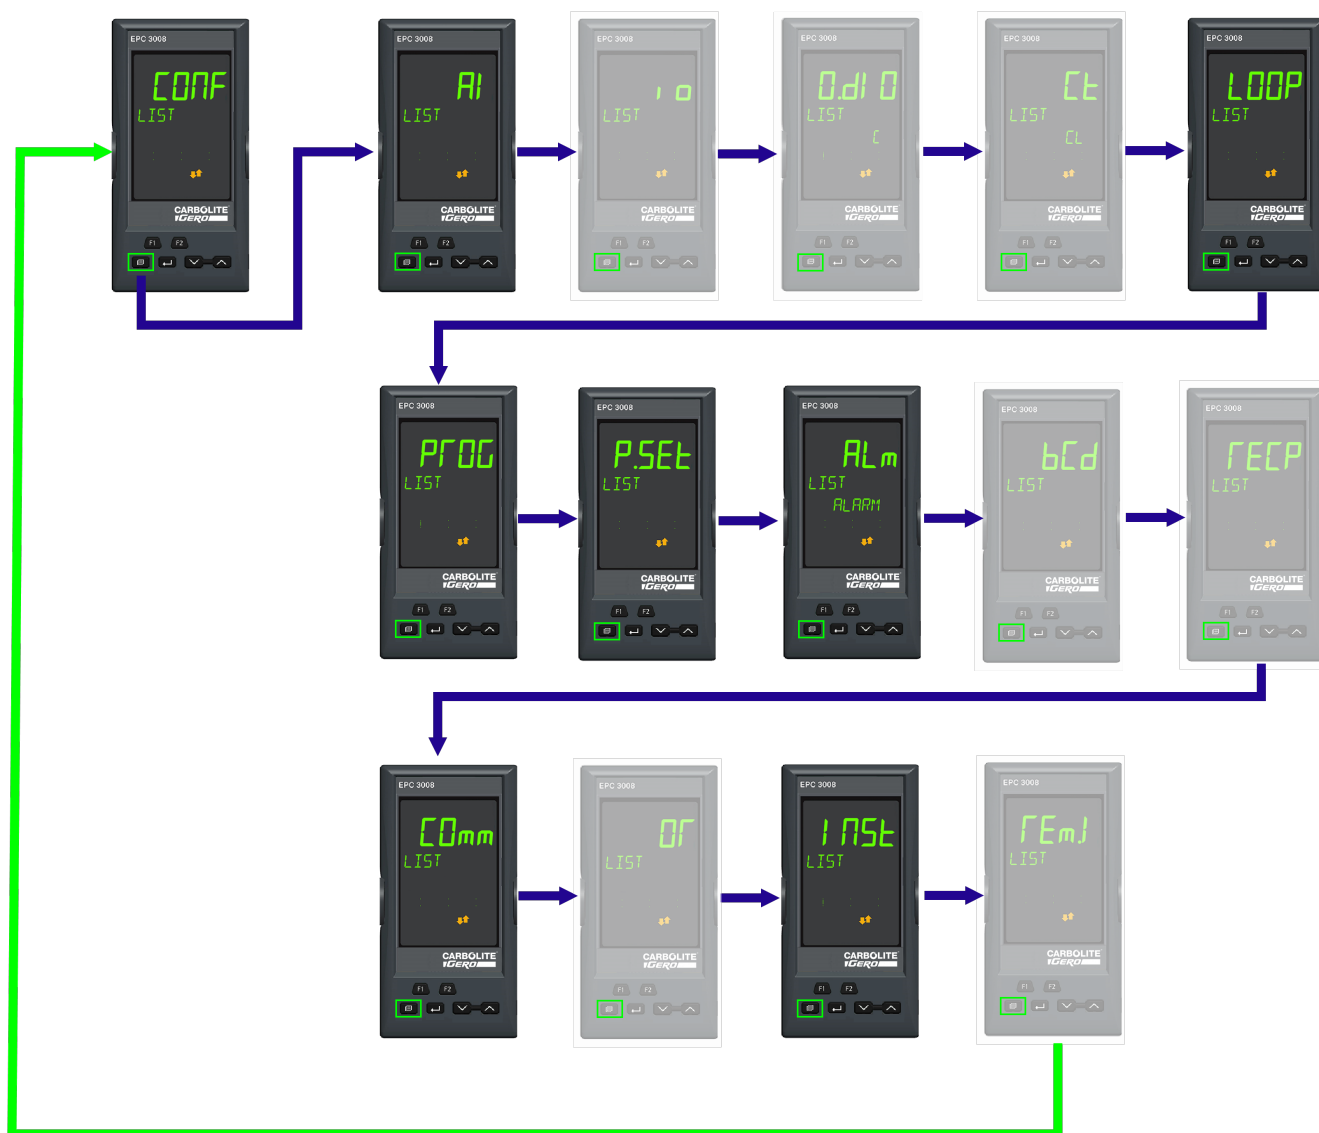 EPC 3008
CONF
LIST
CARBOLITE
GERO
F1 F2
EPC 3008
AI
LIST
CARBOLITE
GERO
F1 F2
EPC 3008
io
LIST
CARBOLITE
GERO
F1 F2
EPC 3008
O.dIO
LIST
C
CARBOLITE
GERO
F1 F2
EPC 3008
Ct
LIST
CL
CARBOLITE
GERO
F1 F2
EPC 3008
LOOP
LIST
CARBOLITE
GERO
F1 F2
EPC 3008
PrOG
LIST
CARBOLITE
GERO
F1 F2
EPC 3008
P.SEt
LIST
CARBOLITE
GERO
F1 F2
EPC 3008
ALm
LIST
ALARM
CARBOLITE
GERO
F1 F2
EPC 3008
bCd
LIST
CARBOLITE
GERO
F1 F2
EPC 3008
rECP
LIST
CARBOLITE
GERO
F1 F2
EPC 3008
COmm
LIST
CARBOLITE
GERO
F1 F2
EPC 3008
Or
LIST
CARBOLITE
GERO
F1 F2
EPC 3008
INSt
LIST
CARBOLITE
GERO
F1 F2
EPC 3008
rEm.J
LIST
CARBOLITE
GERO
F1 F2